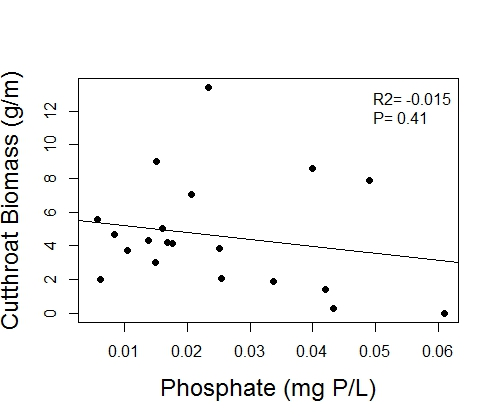 R2= -0.015
P= 0.41
Cutthroat Biomass (g/m)
12
10
8
6
4
2
0
0.01 0.02 0.03 0.04 0.05 0.06
Phosphate (mg P/L)